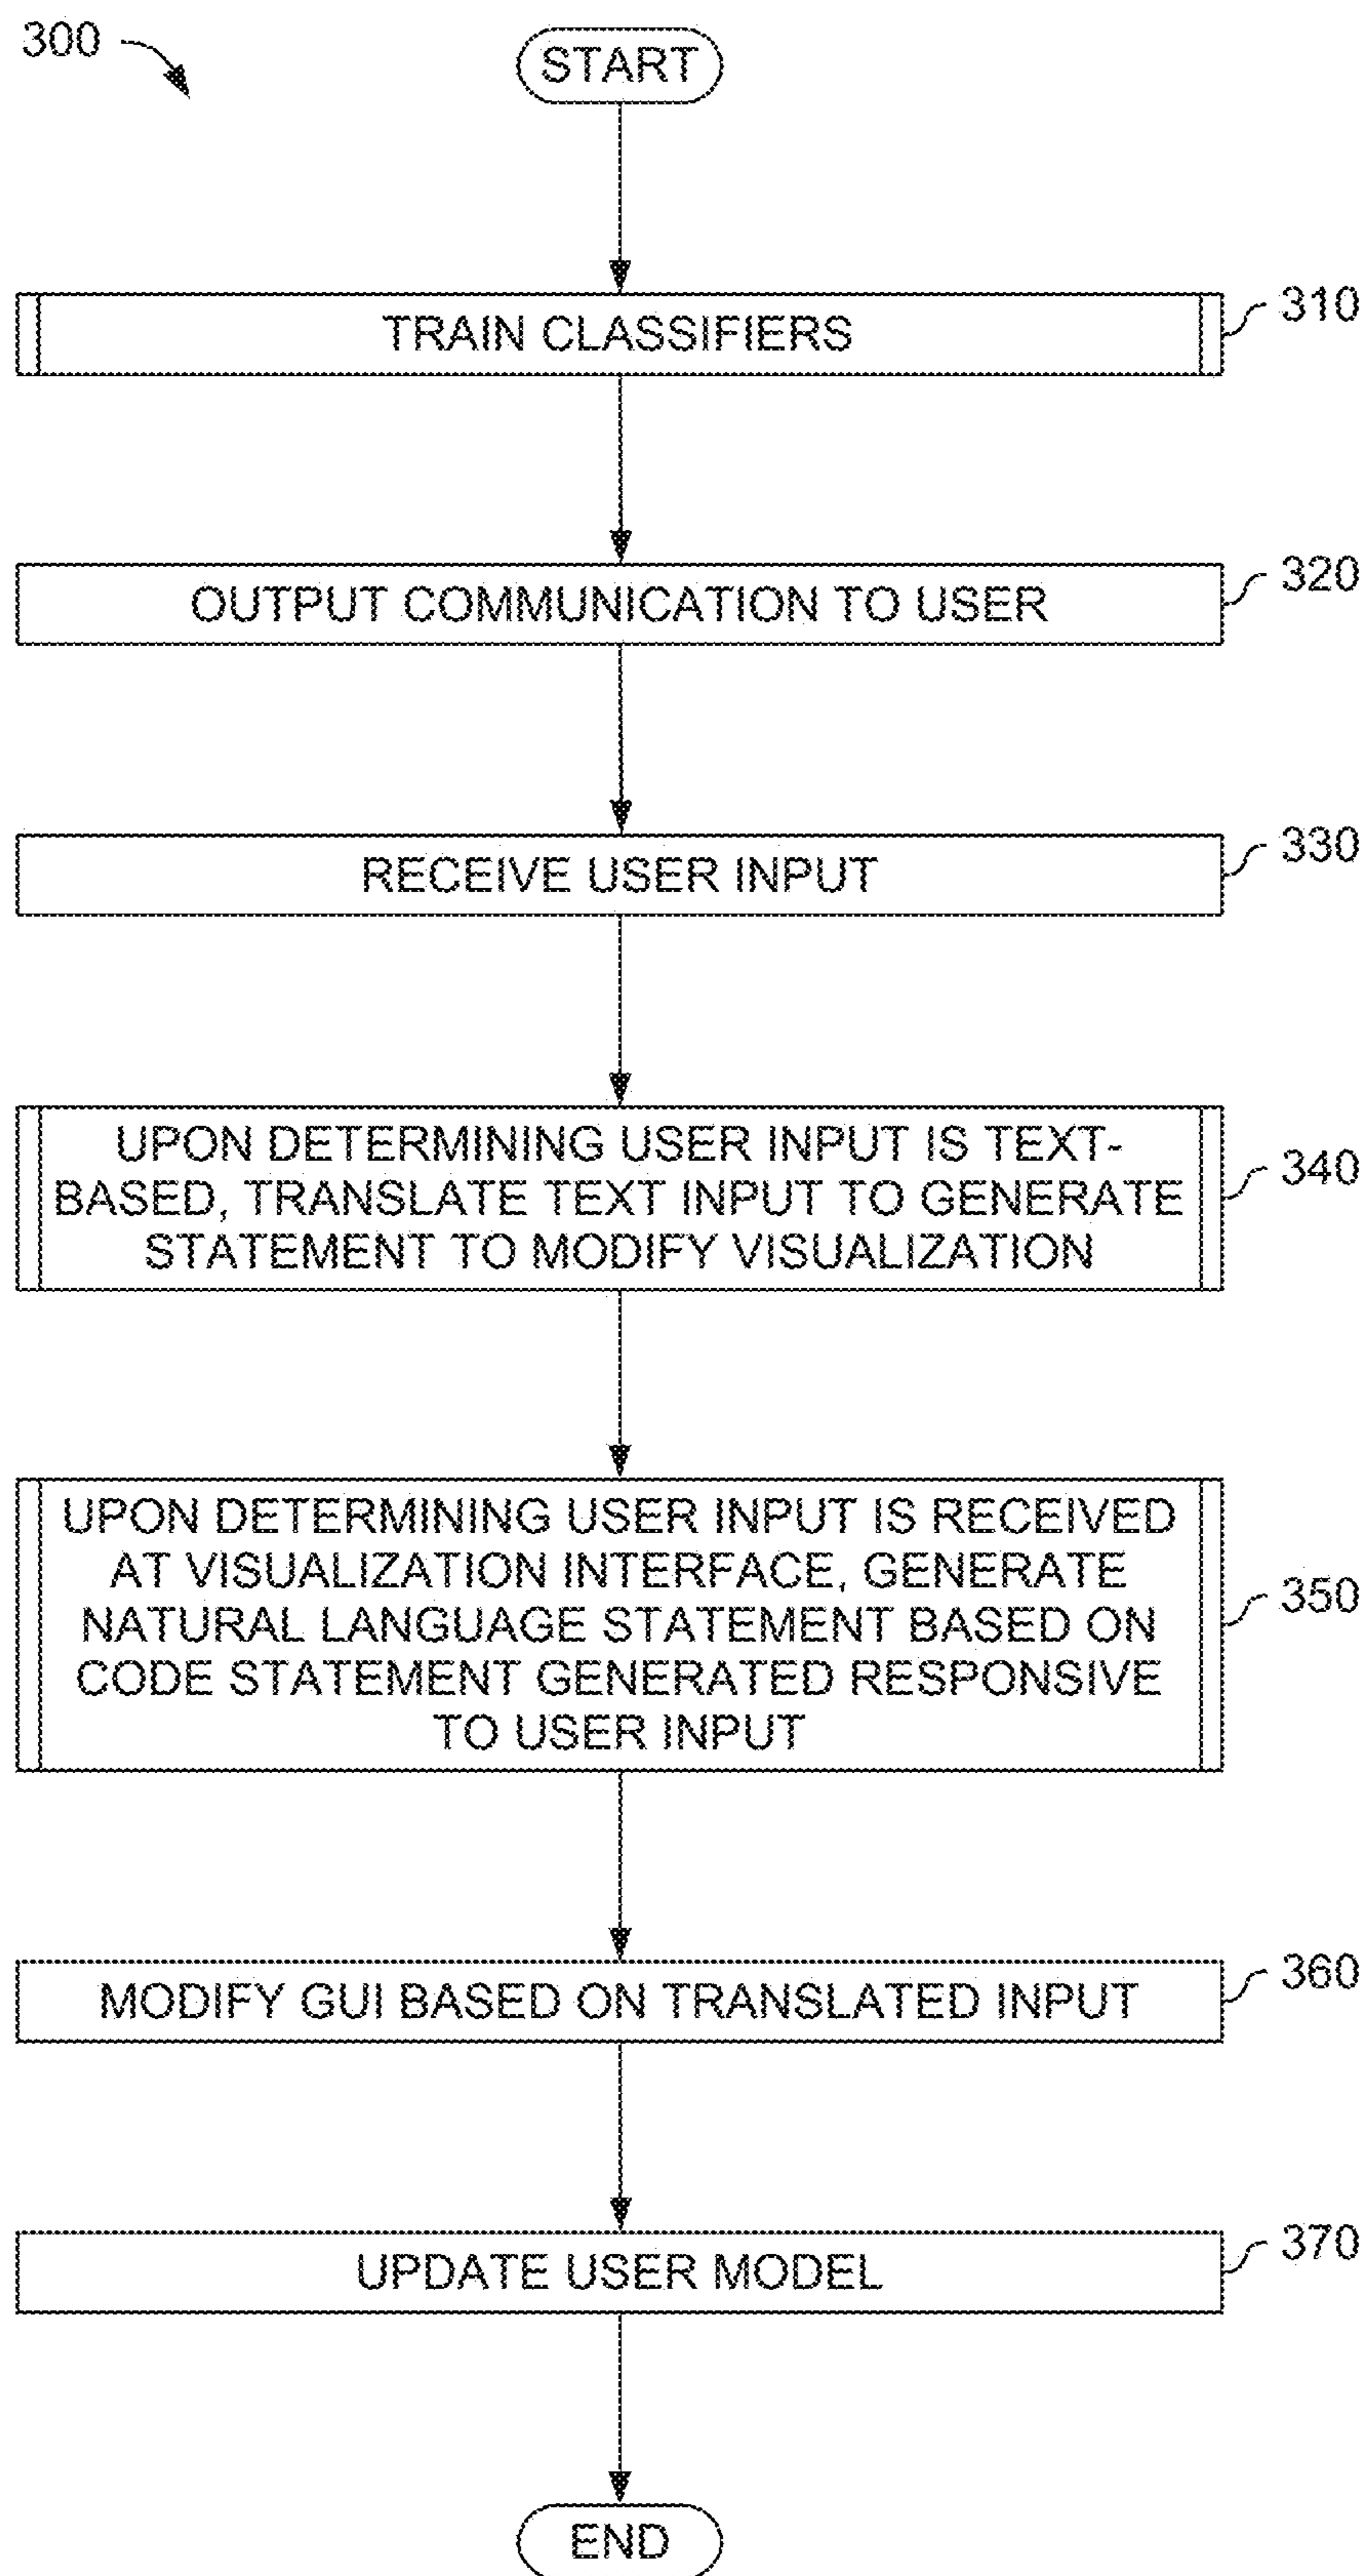 300
START
TRAIN CLASSIFIERS
310
OUTPUT COMMUNICATION TO USER
320
RECEIVE USER INPUT
330
UPON DETERMINING USER INPUT IS TEXT-
BASED, TRANSLATE TEXT INPUT TO GENERATE
STATEMENT TO MODIFY VISUALIZATION
340
UPON DETERMINING USER INPUT IS RECEIVED
AT VISUALIZATION INTERFACE, GENERATE
NATURAL LANGUAGE STATEMENT BASED ON
CODE STATEMENT GENERATED RESPONSIVE
TO USER INPUT
350
MODIFY GUI BASED ON TRANSLATED INPUT
360
UPDATE USER MODEL
370
END